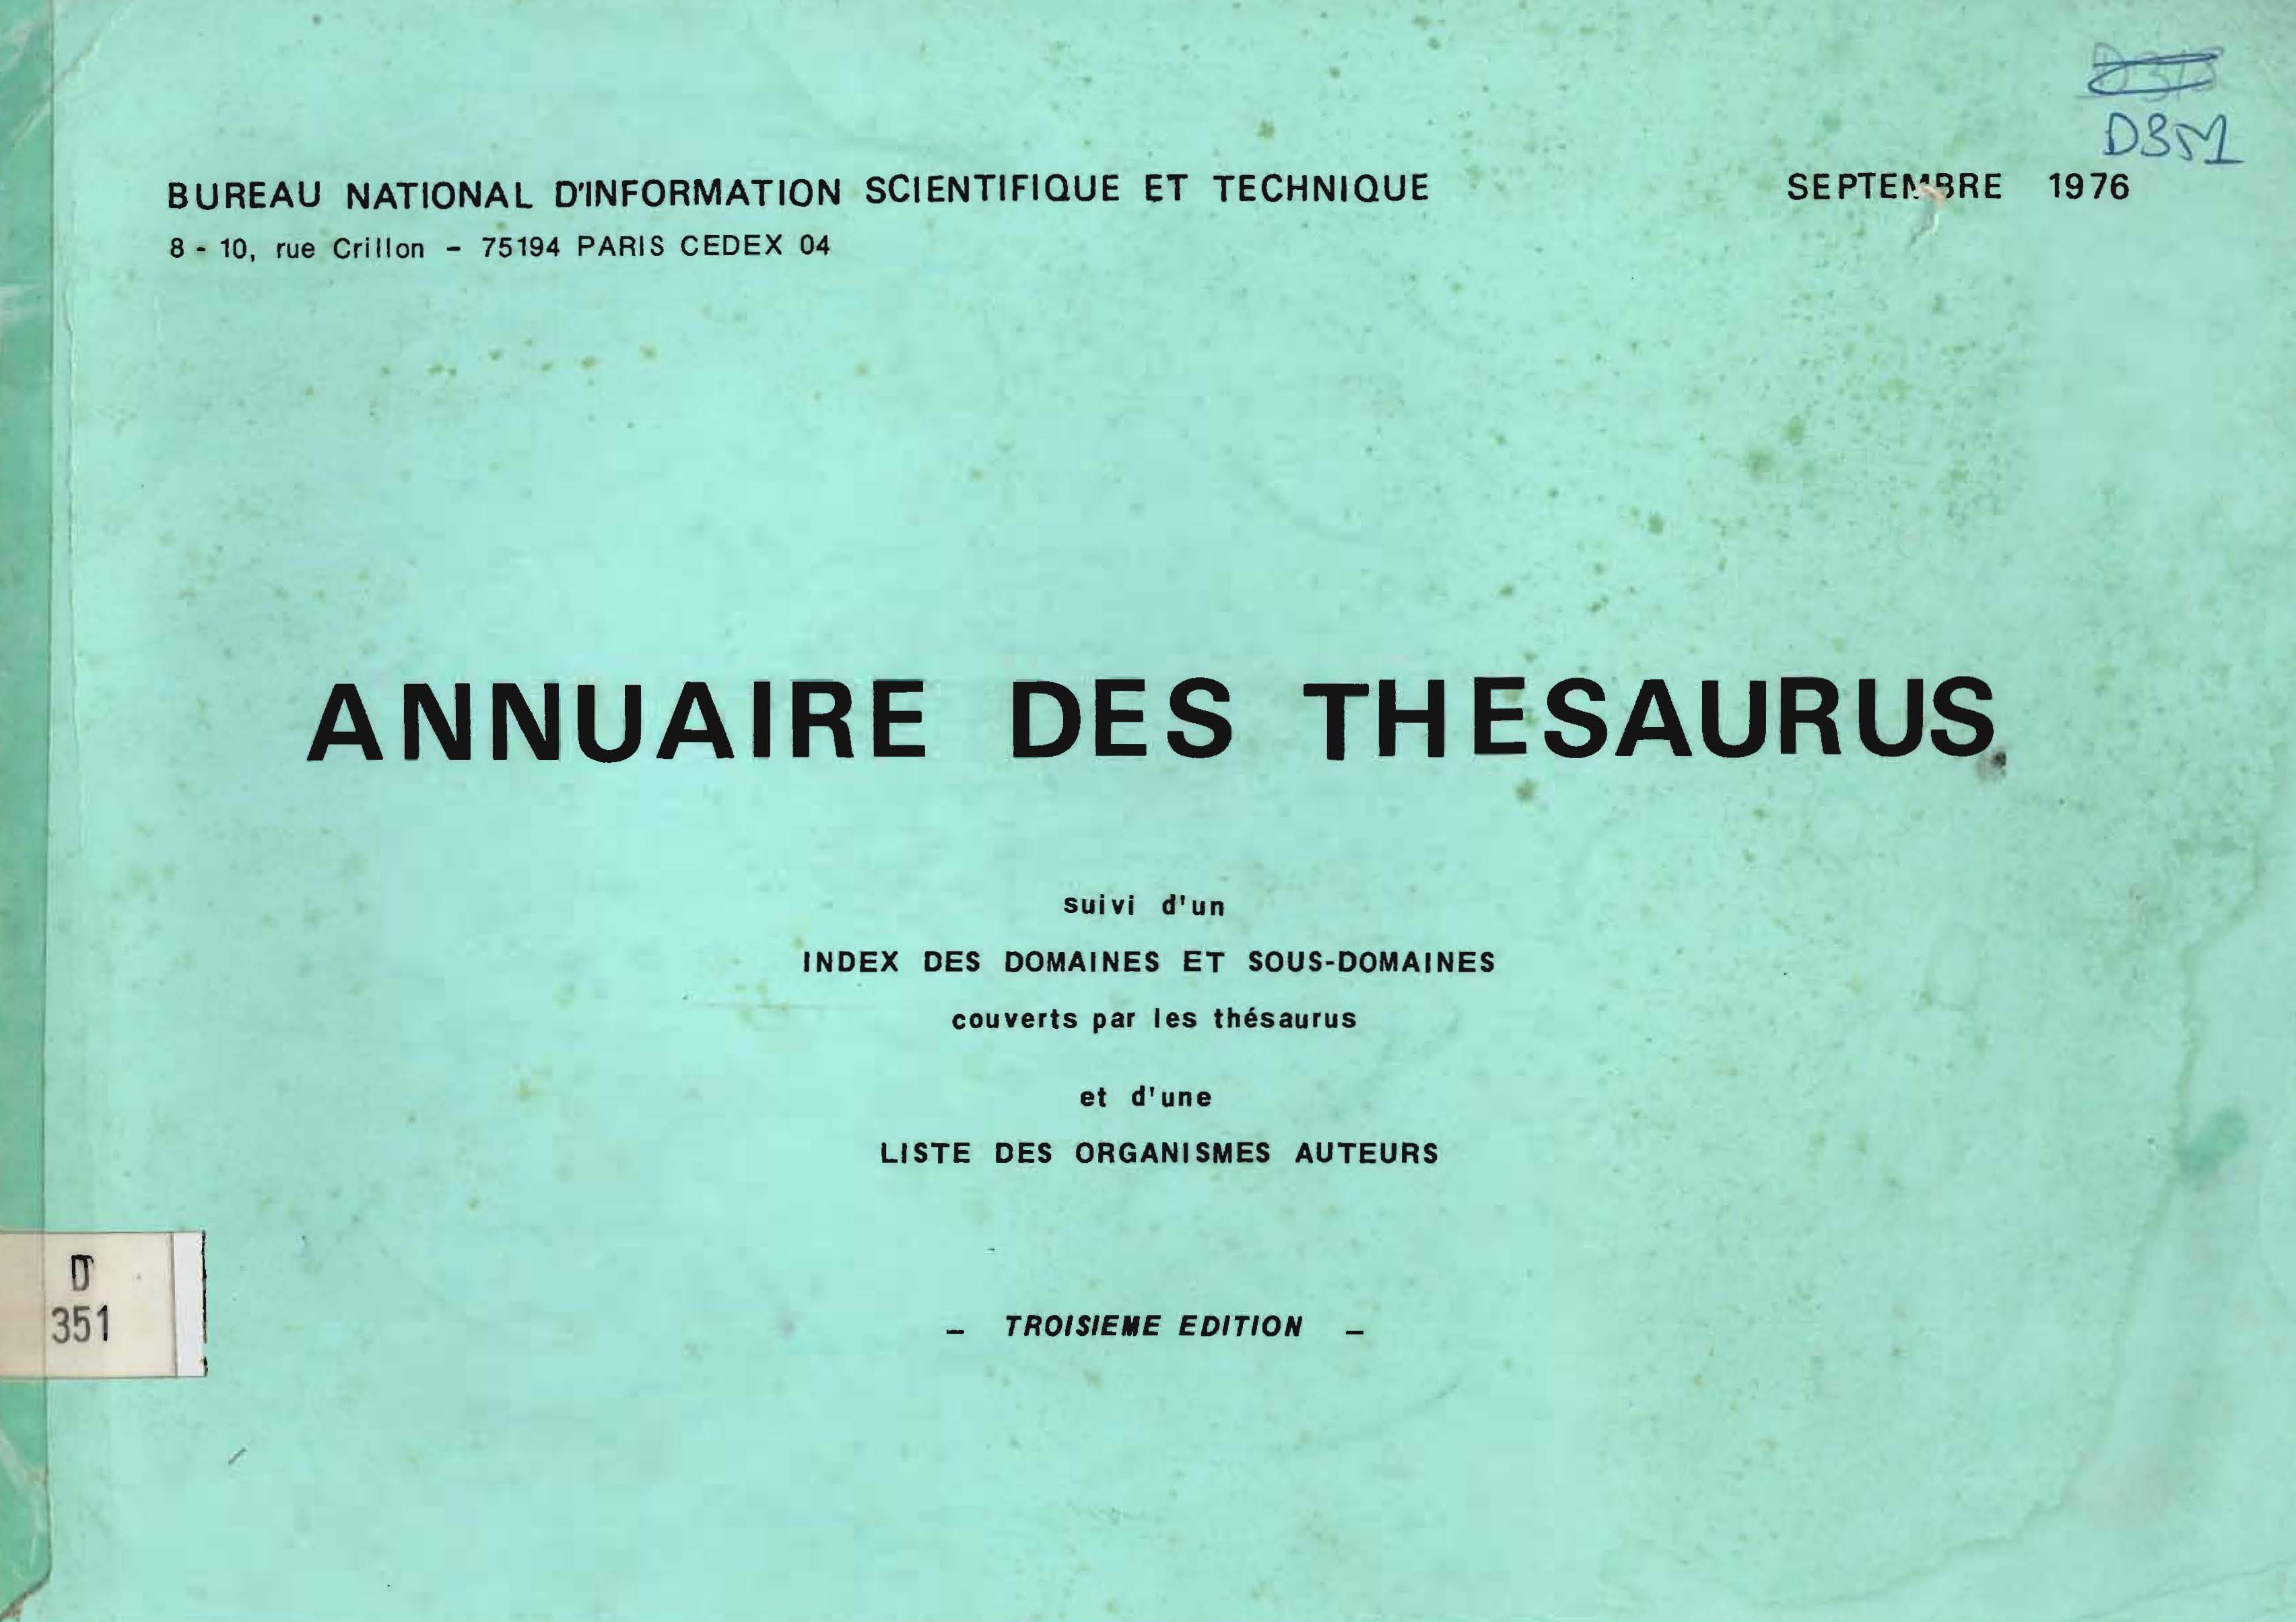 D351
BUREAU NATIONAL D'INFORMATION SCIENTIFIQUE ET TECHNIQUE
SEPTEMBRE 1976
8 - 10, rue Crillon – 75194 PARIS CEDEX 04
ANNUAIRE DES THESAURUS
suivi d'un
INDEX DES DOMAINES ET SOUS-DOMAINES
couverts par les thésaurus
et d'une
LISTE DES ORGANISMES AUTEURS
D
351
– TROISIEME EDITION –